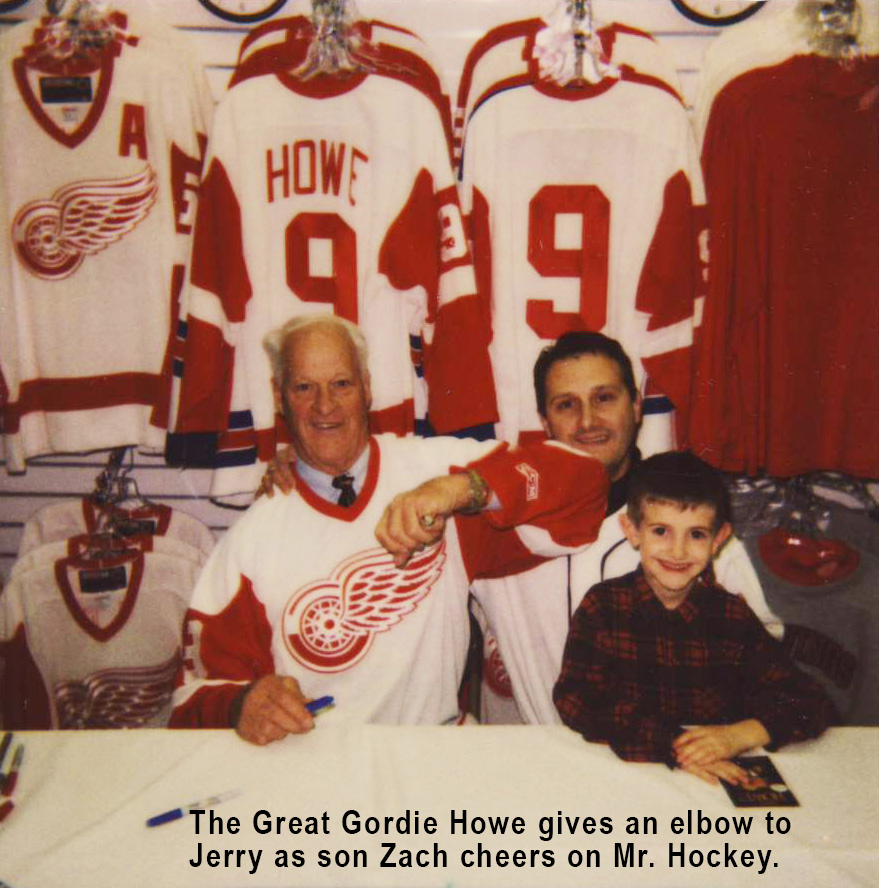 A
HOWE
9
9
The Great Gordie Howe gives an elbow to
Jerry as son Zach cheers on Mr. Hockey.